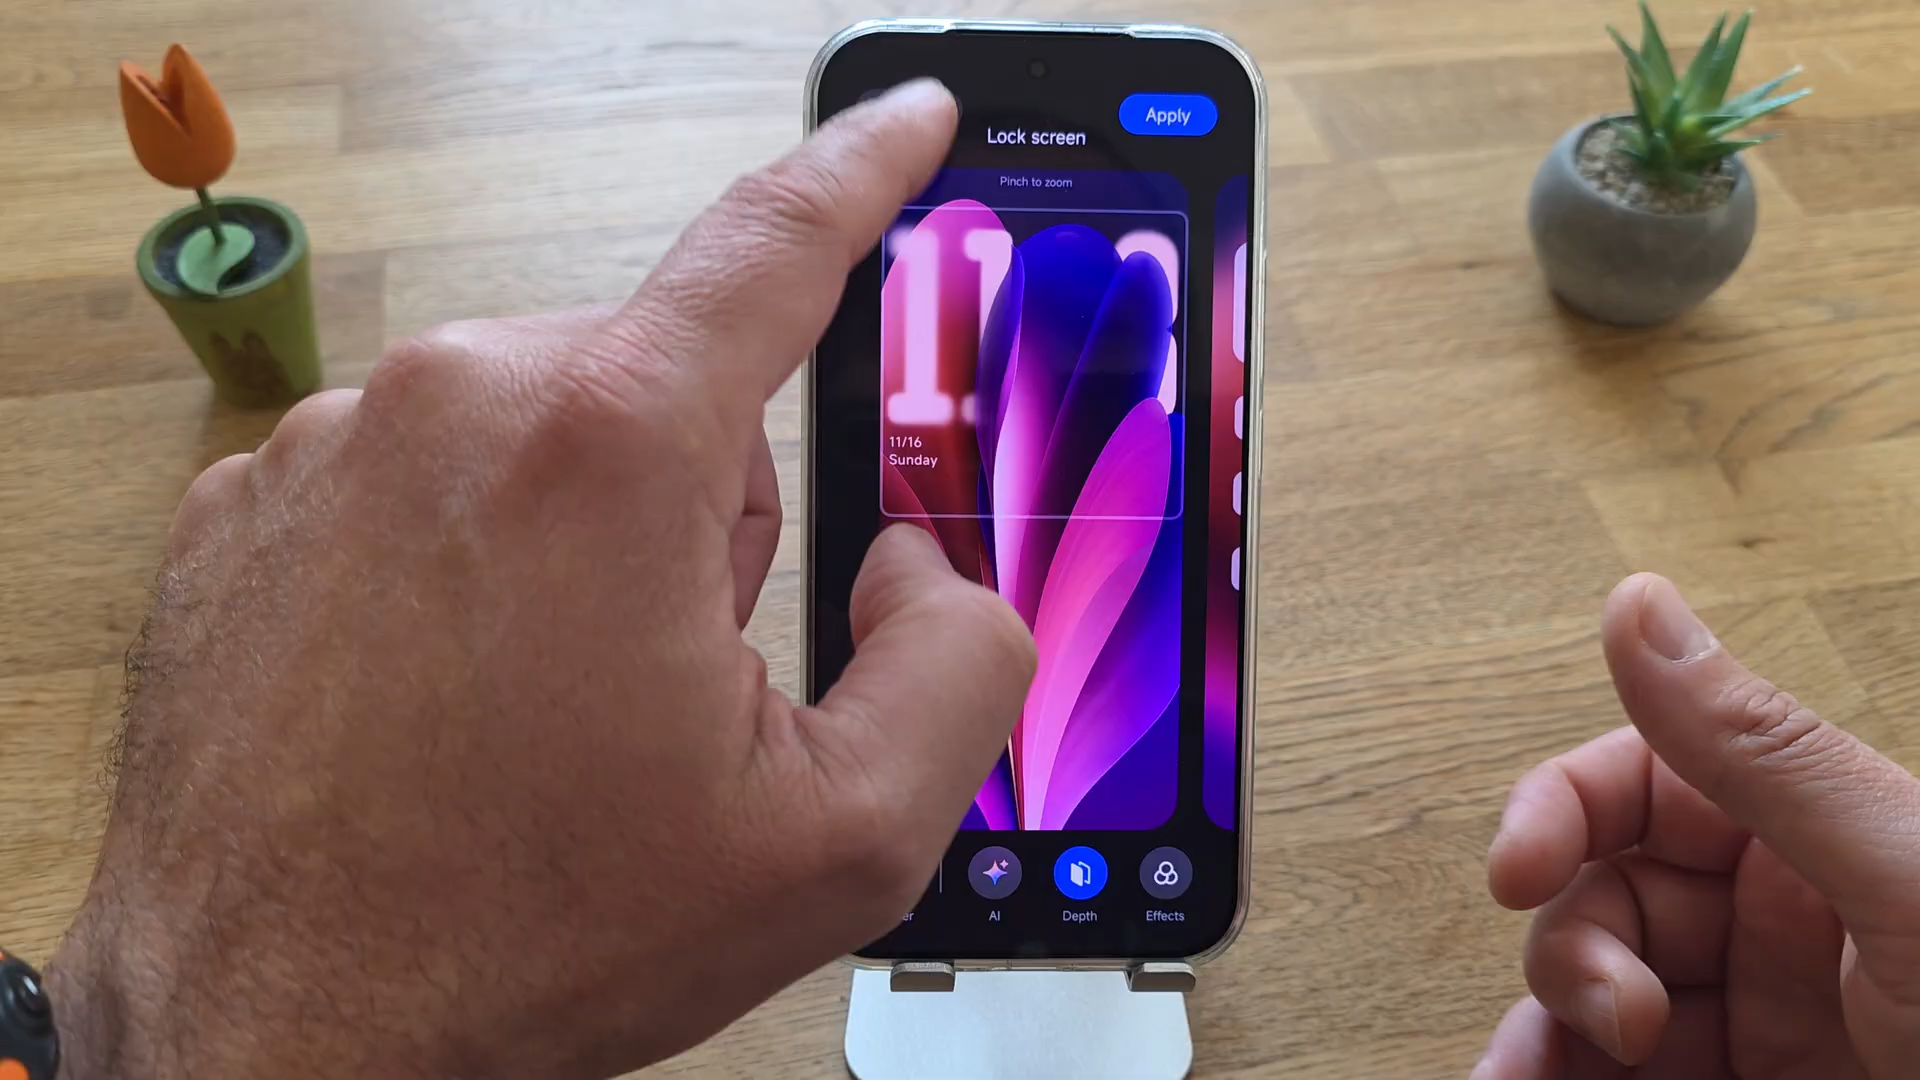 Apply
Lock screen
Pinch to zoom
11/16
Sunday
AI
Depth
Effects